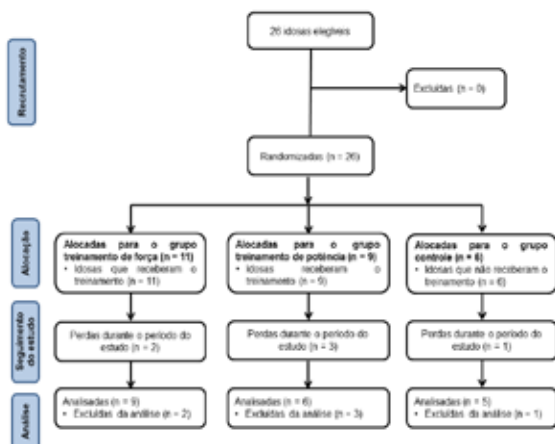 Recrutamento
26 idosas elegíveis
Excluídas (n = 0)
Randomizadas (n = 26)
Alocação
Alocadas para o grupo
treinamento de força (n = 11)
• Idosas que receberam o
treinamento (n = 11)
Alocadas para o grupo
treinamento de potência (n = 9)
• Idosas receberam o
treinamento (n = 9)
Alocadas para o grupo
controle (n = 6)
• Idosas que não receberam o
treinamento (n = 6)
Seguimento
do estudo
Perdas durante o período do
estudo (n = 2)
Perdas durante o período do
estudo (n = 3)
Perdas durante o período do
estudo (n = 1)
Análise
Analisadas (n = 9)
• Excluídas da análise (n = 2)
Analisadas (n = 6)
• Excluídas da análise (n = 3)
Analisadas (n = 5)
• Excluídas da análise (n = 1)